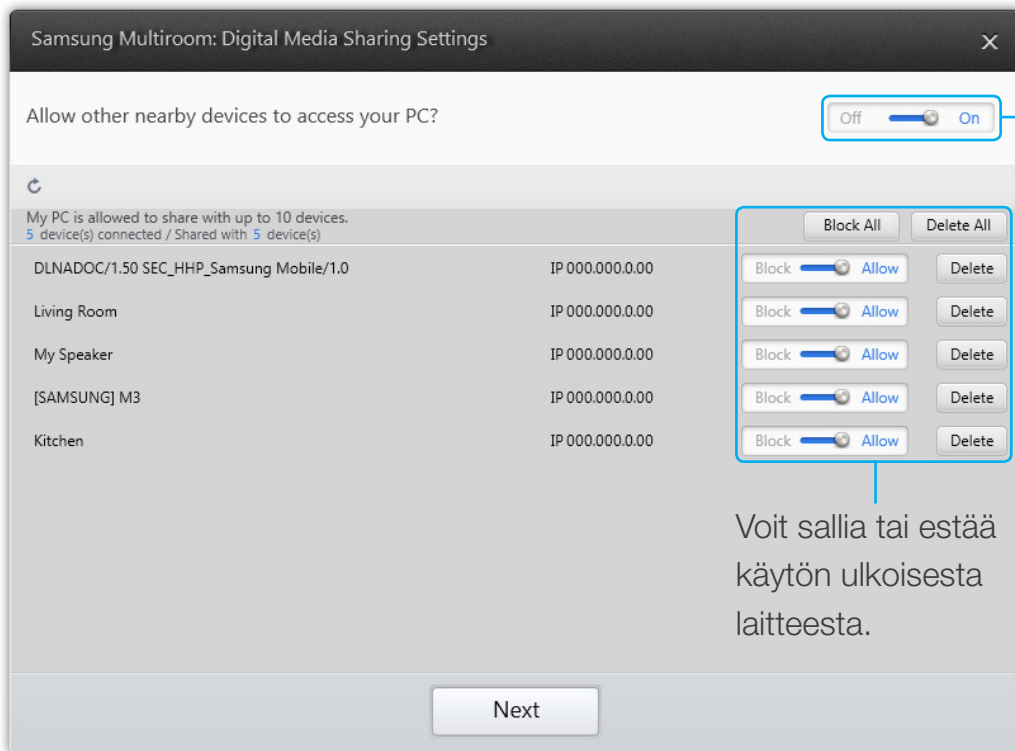 Samsung Multiroom: Digital Media Sharing Settings
Allow other nearby devices to access your PC?
Off On
My PC is allowed to share with up to 10 devices.
5 device(s) connected / Shared with 5 device(s)
Block All Delete All
DLNADOC/1.50 SEC_HHP_Samsung Mobile/1.0 IP 000.000.0.00 Block Allow Delete
Living Room IP 000.000.0.00 Block Allow Delete
My Speaker IP 000.000.0.00 Block Allow Delete
[SAMSUNG] M3 IP 000.000.0.00 Block Allow Delete
Kitchen IP 000.000.0.00 Block Allow Delete
Voit sallia tai estää
käytön ulkoisesta
laitteesta.
Next